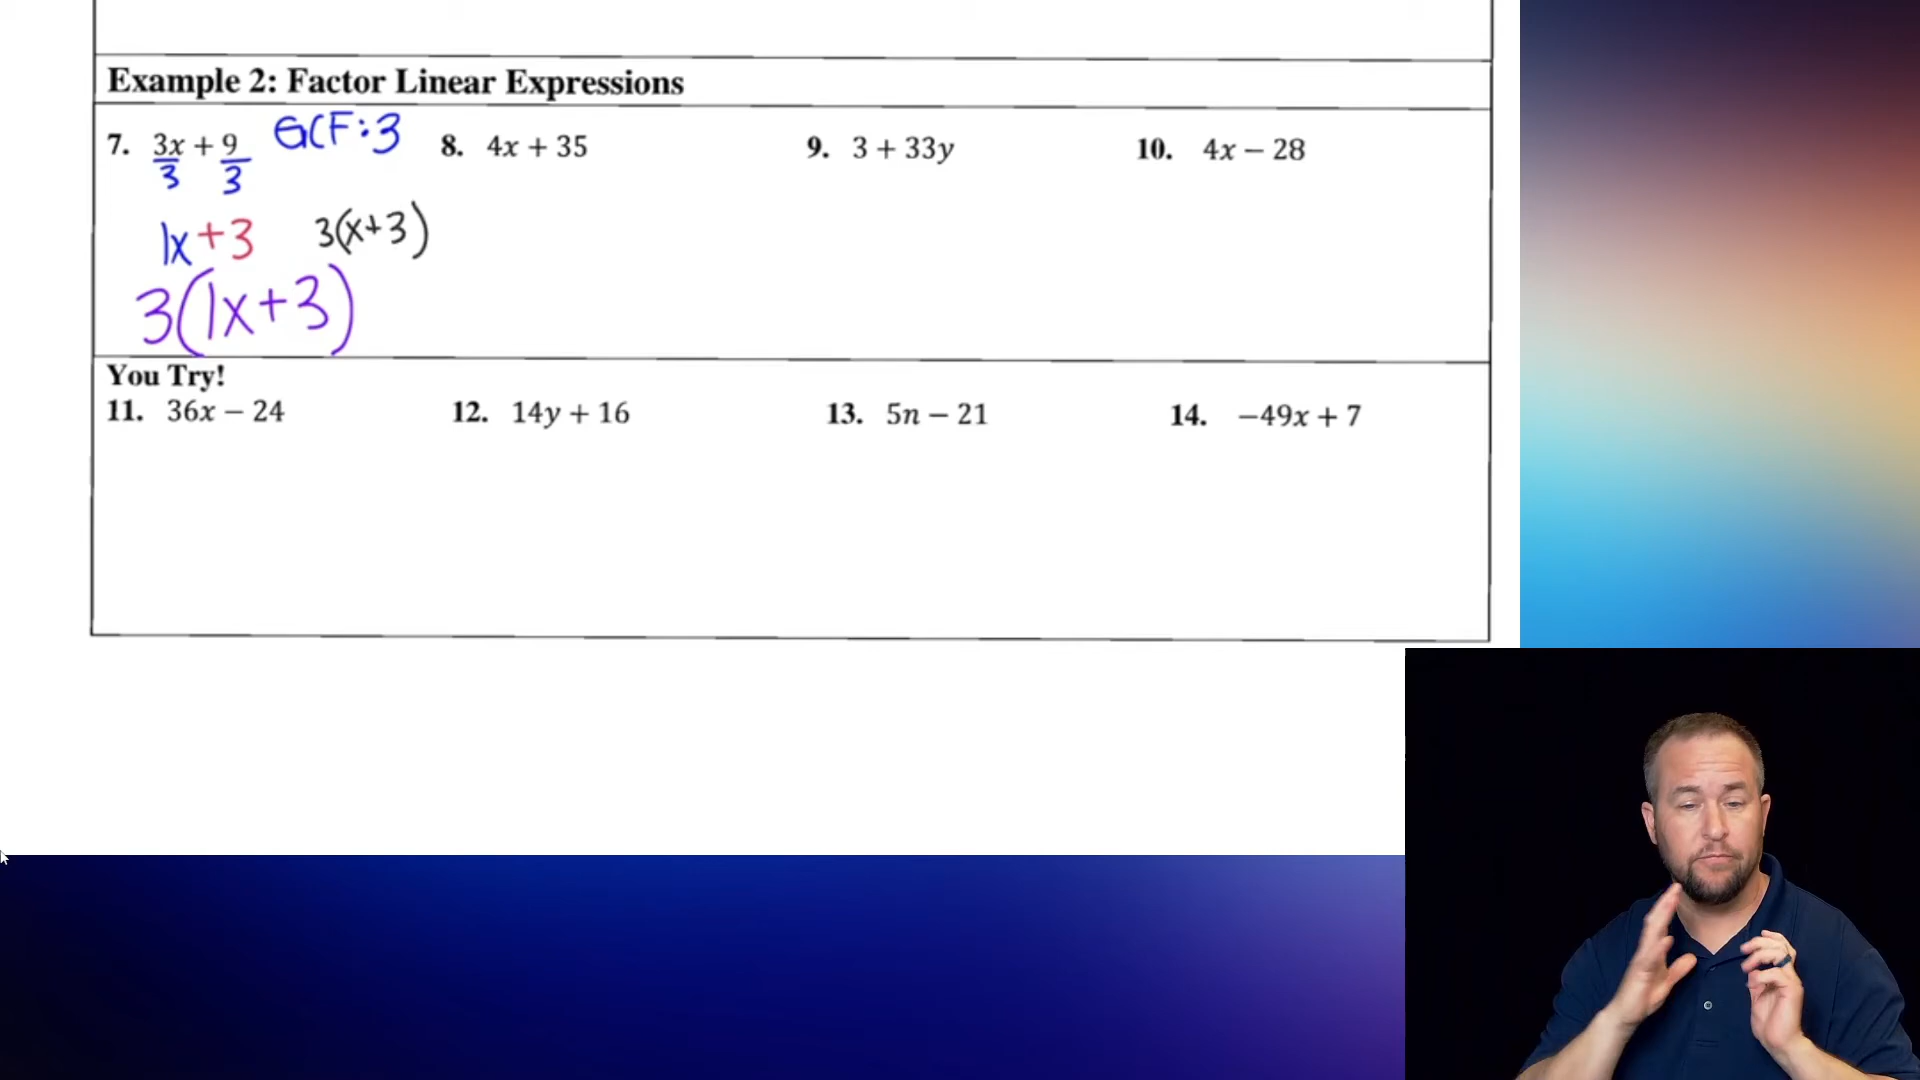 Example 2: Factor Linear Expressions
7. 3x + 9 GCF:3
3 3
1x +3 3(x+3)
3(1x+3)
8. 4x + 35
9. 3 + 33y
10. 4x − 28
You Try!
11. 36x − 24
12. 14y + 16
13. 5n − 21
14. −49x + 7